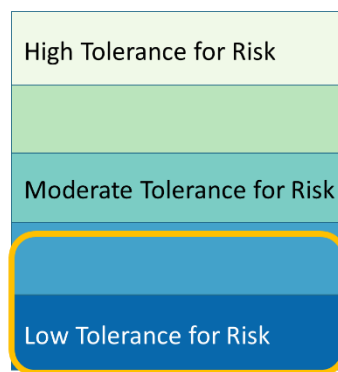 High Tolerance for Risk
Moderate Tolerance for Risk
Low Tolerance for Risk